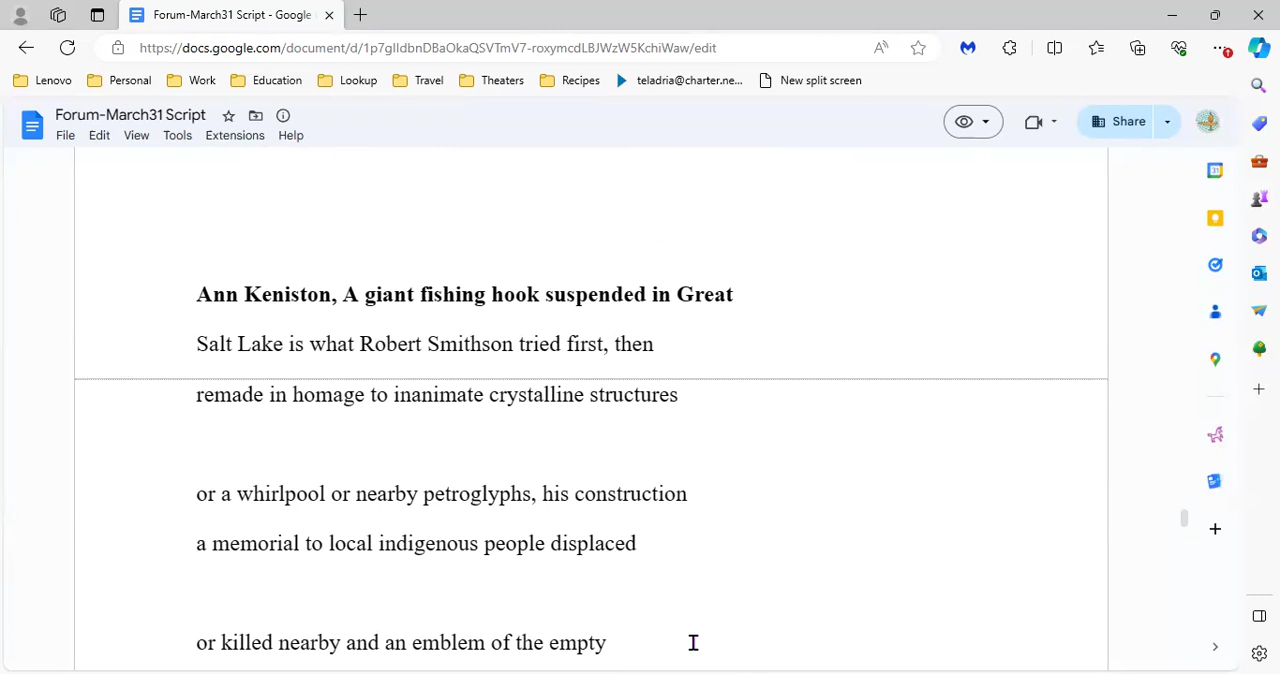 Forum-March31 Script - Google
https://docs.google.com/document/d/1p7glldbnDBaOkaQSVTmV7-roxymcdLBJWzW5KchiWaw/edit
Lenovo Personal Work Education Lookup Travel Theaters Recipes teladria@charter.ne... New split screen
Forum-March31 Script
Share
File Edit View Tools Extensions Help
Ann Keniston, A giant fishing hook suspended in Great
Salt Lake is what Robert Smithson tried first, then
remade in homage to inanimate crystalline structures
or a whirlpool or nearby petroglyphs, his construction
a memorial to local indigenous people displaced
or killed nearby and an emblem of the empty